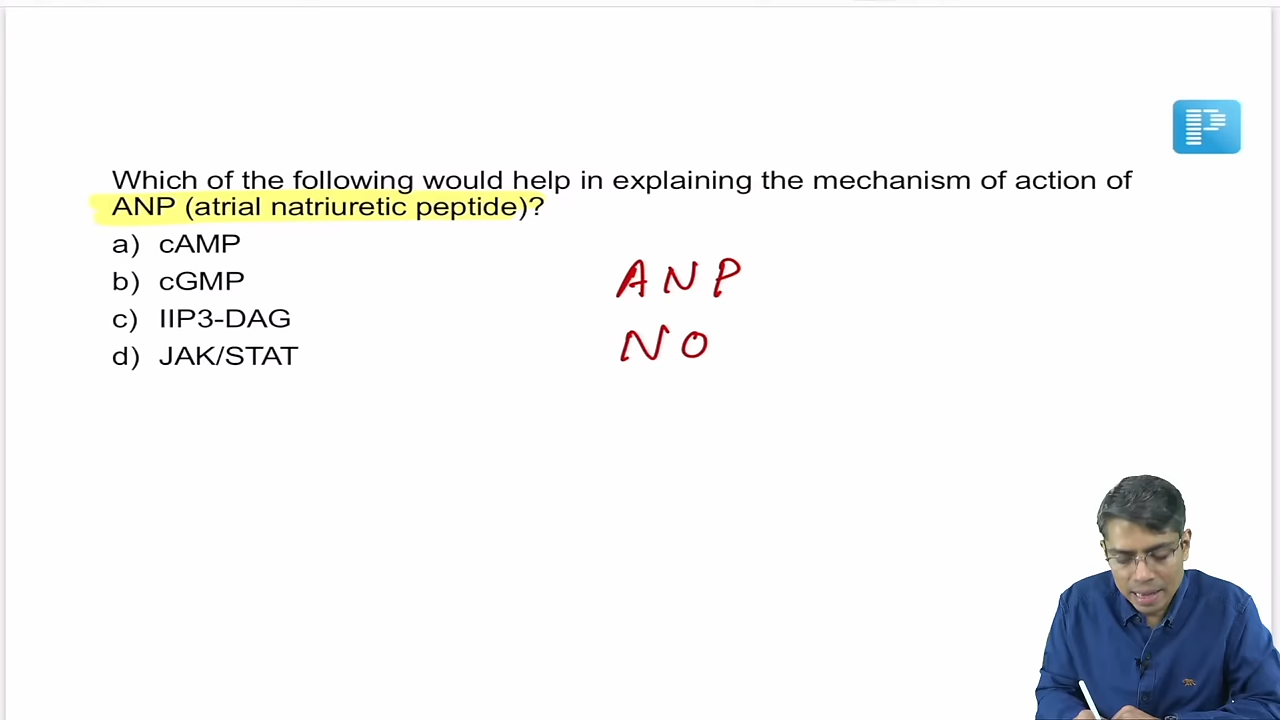 Which of the following would help in explaining the mechanism of action of
ANP (atrial natriuretic peptide)?
a) cAMP
b) cGMP
c) IIP3-DAG
d) JAK/STAT
ANP
NO